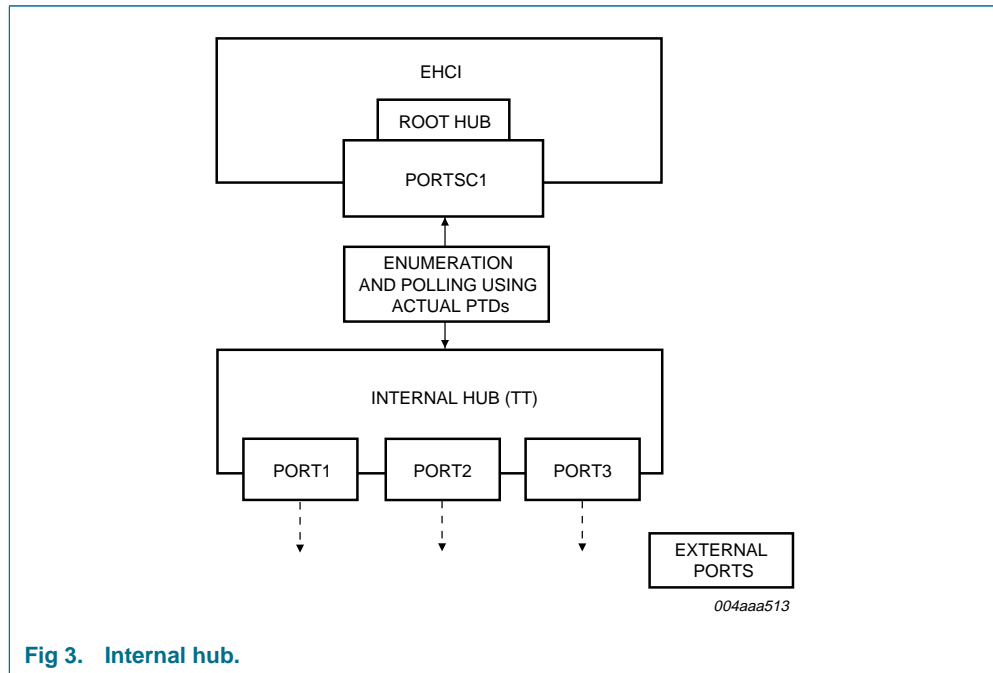 EHCI
ROOT HUB
PORTSC1
ENUMERATION
AND POLLING USING
ACTUAL PTDs
INTERNAL HUB (TT)
PORT1
PORT2
PORT3
EXTERNAL
PORTS
004aaa513
Fig 3. Internal hub.